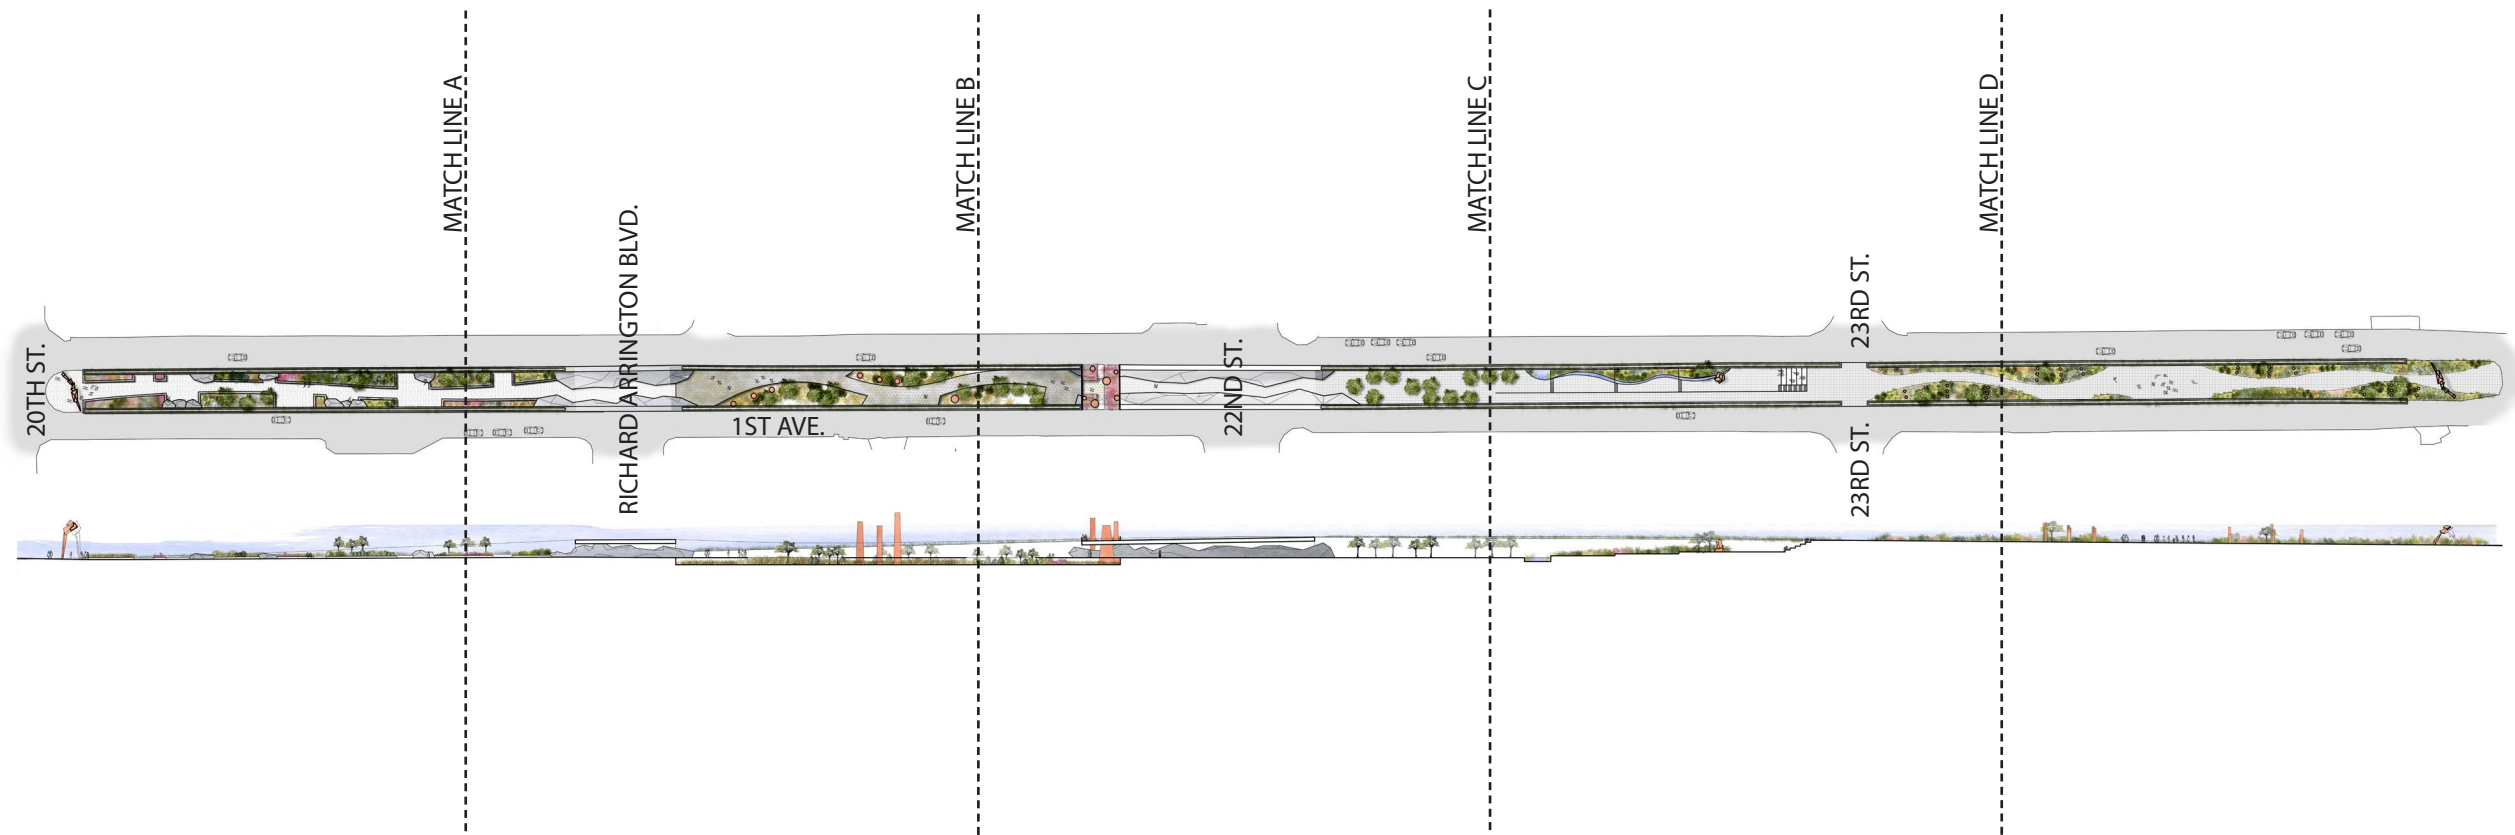 MATCH LINE A
MATCH LINE B
MATCH LINE C
MATCH LINE D
20TH ST.
RICHARD ARRINGTON BLVD.
1ST AVE.
22ND ST.
23RD ST.
23RD ST.